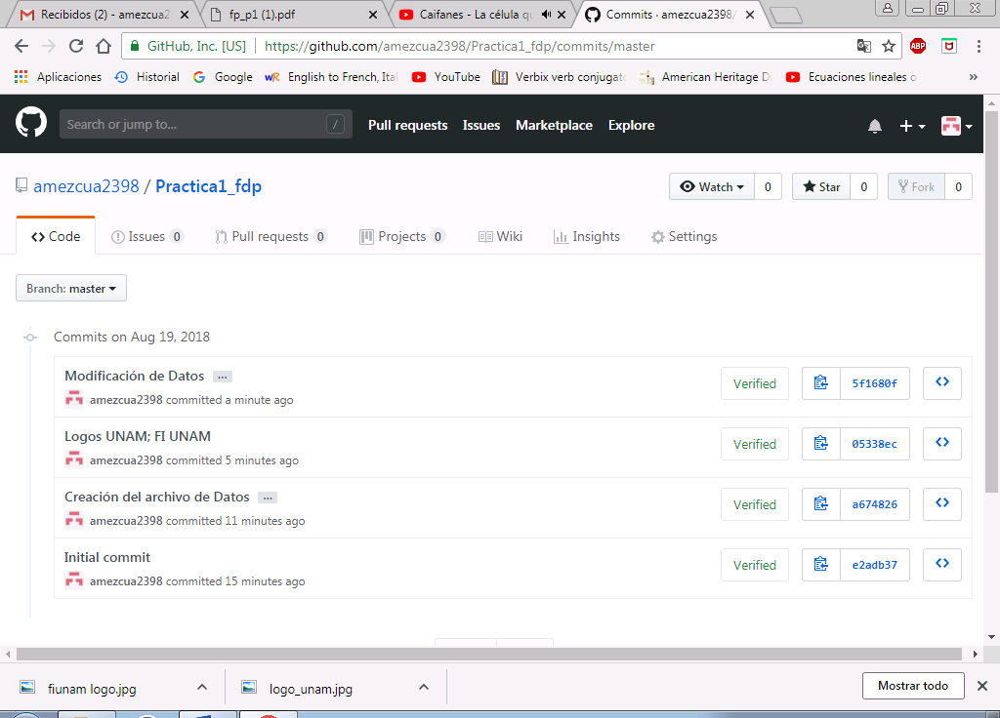 Recibidos (2) - amezcua2
fp_p1 (1).pdf
Caifanes - La célula qu
Commits · amezcua2398/
GitHub, Inc. [US]
https://github.com/amezcua2398/Practica1_fdp/commits/master
ABP
Aplicaciones
Historial
Google
wR English to French, Ital
YouTube
Verbix verb conjugato
American Heritage D
Ecuaciones lineales o
»
Search or jump to...
/
Pull requests
Issues
Marketplace
Explore
amezcua2398 / Practica1_fdp
Watch 0
Star 0
Fork 0
Code
Issues 0
Pull requests 0
Projects 0
Wiki
Insights
Settings
Branch: master
Commits on Aug 19, 2018
Modificación de Datos ...
amezcua2398 committed a minute ago
Verified
5f1680f
Logos UNAM; FI UNAM
amezcua2398 committed 5 minutes ago
Verified
05338ec
Creación del archivo de Datos ...
amezcua2398 committed 11 minutes ago
Verified
a674826
Initial commit
amezcua2398 committed 15 minutes ago
Verified
e2adb37
fiunam logo.jpg
logo_unam.jpg
Mostrar todo